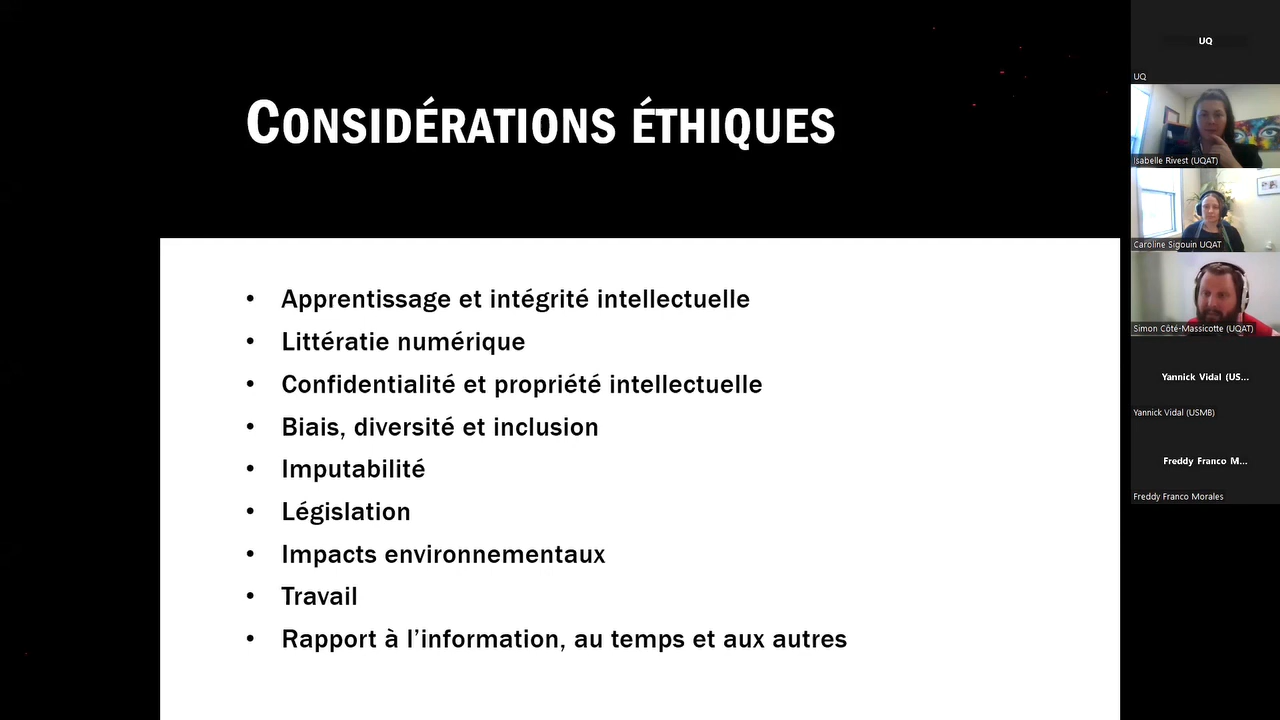 CONSIDÉRATIONS ÉTHIQUES
• Apprentissage et intégrité intellectuelle
• Littératie numérique
• Confidentialité et propriété intellectuelle
• Biais, diversité et inclusion
• Imputabilité
• Législation
• Impacts environnementaux
• Travail
• Rapport à l’information, au temps et aux autres
UQ
UQ
Isabelle Rivest (UQAT)
Caroline Sigouin UQAT
Simon Côté-Massicotte (UQAT)
Yannick Vidal (US...
Yannick Vidal (USMB)
Freddy Franco M...
Freddy Franco Morales